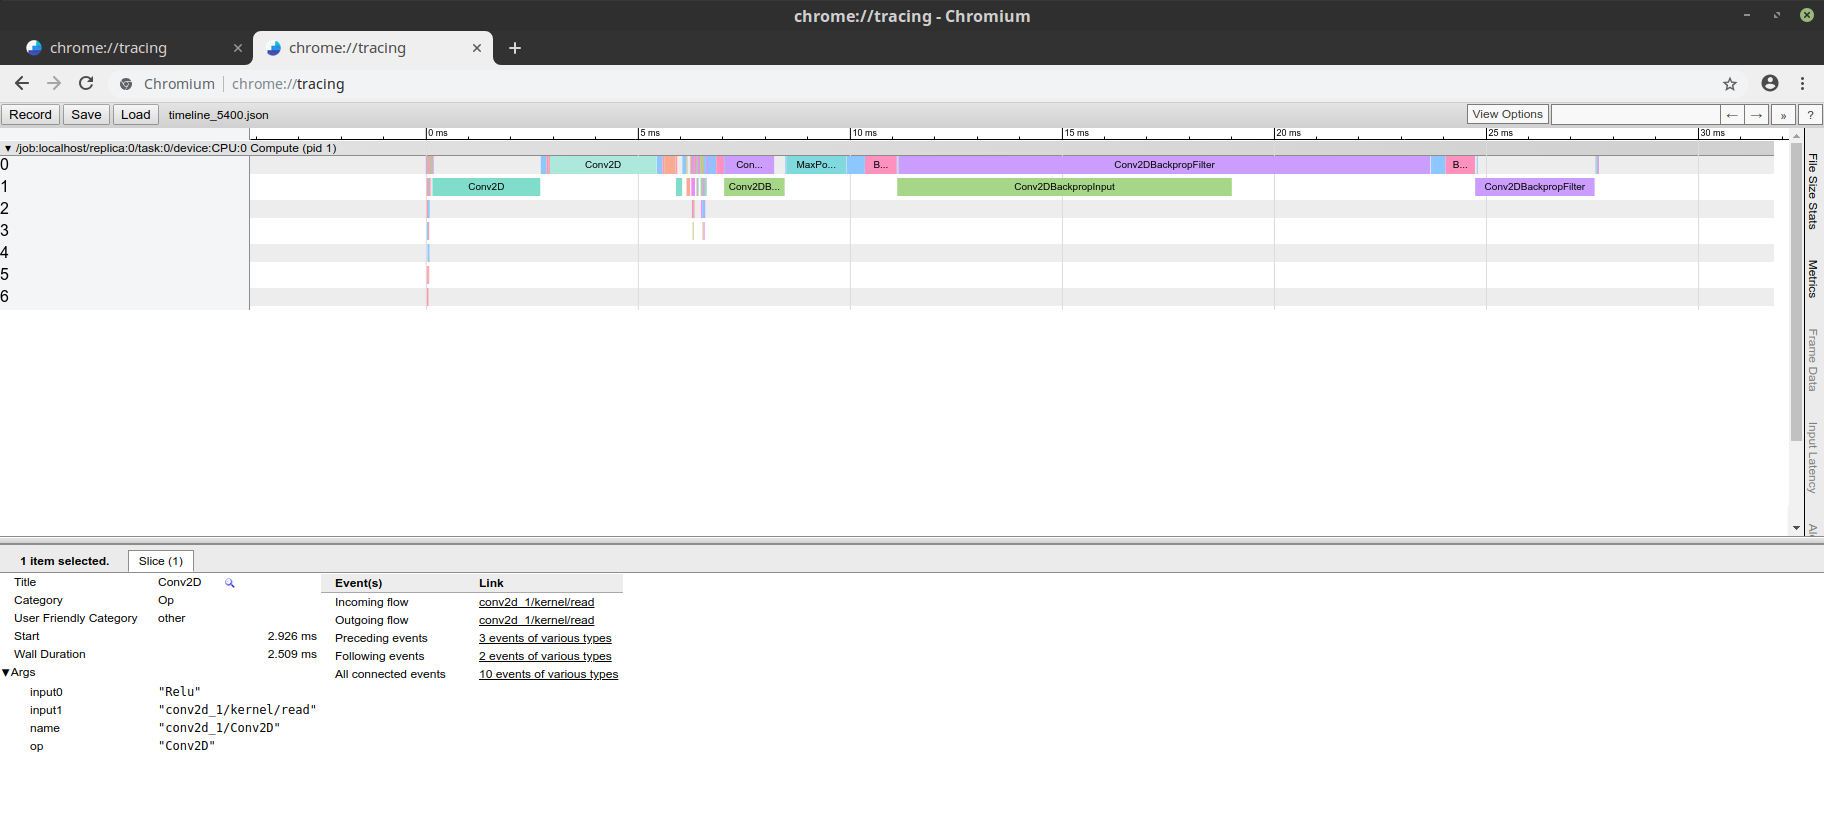 chrome://tracing - Chromium
chrome://tracing
chrome://tracing
Chromium chrome://tracing
Record Save Load timeline_5400.json View Options ← → » ?
0 ms 5 ms 10 ms 15 ms 20 ms 25 ms 30 ms
▼ /job:localhost/replica:0/task:0/device:CPU:0 Compute (pid 1)
0 Conv2D Con... MaxPo... B... Conv2DBackpropFilter B...
1 Conv2D Conv2DB... Conv2DBackpropInput Conv2DBackpropFilter
2
3
4
5
6
File Size Stats
Metrics
Frame Data
Input Latency
1 item selected. Slice (1)
Title Conv2D
Category Op
User Friendly Category other
Start 2.926 ms
Wall Duration 2.509 ms
▼Args
input0 "Relu"
input1 "conv2d_1/kernel/read"
name "conv2d_1/Conv2D"
op "Conv2D"
Event(s) Link
Incoming flow conv2d_1/kernel/read
Outgoing flow conv2d_1/kernel/read
Preceding events 3 events of various types
Following events 2 events of various types
All connected events 10 events of various types